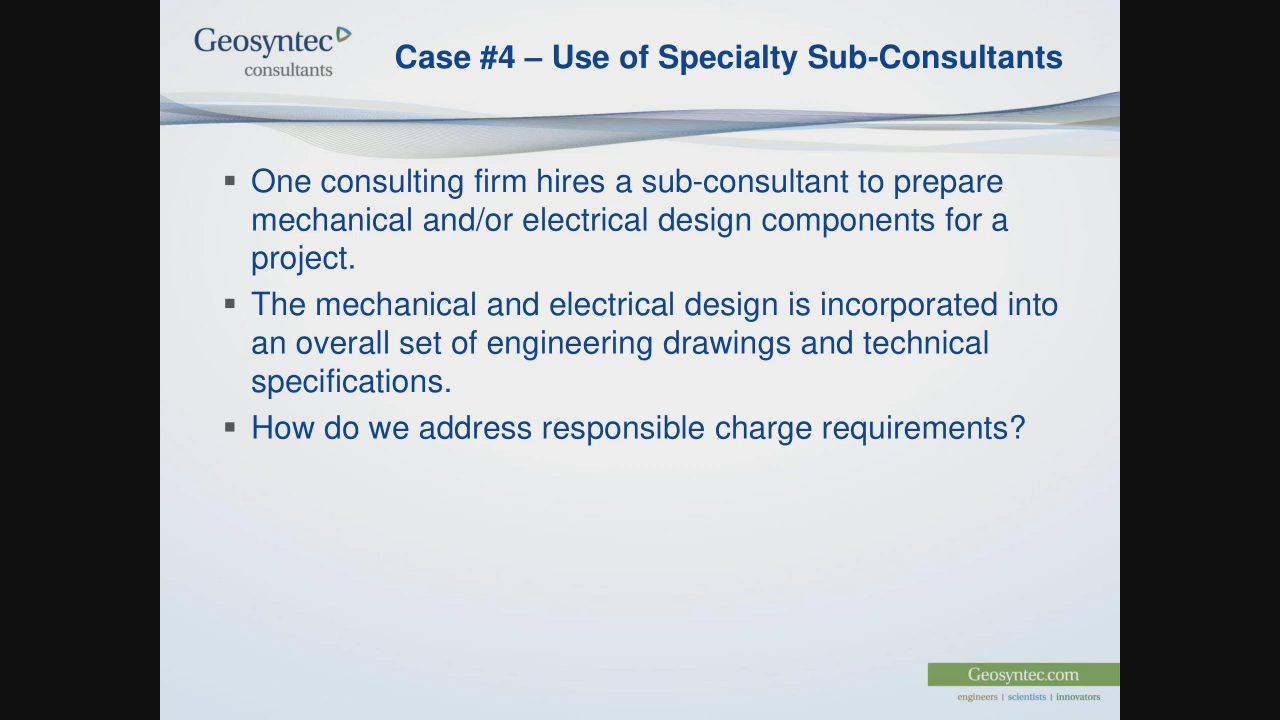 Geosyntec
consultants
Case #4 – Use of Specialty Sub-Consultants
▪ One consulting firm hires a sub-consultant to prepare
mechanical and/or electrical design components for a
project.
▪ The mechanical and electrical design is incorporated into
an overall set of engineering drawings and technical
specifications.
▪ How do we address responsible charge requirements?
Geosyntec.com
engineers | scientists | innovators